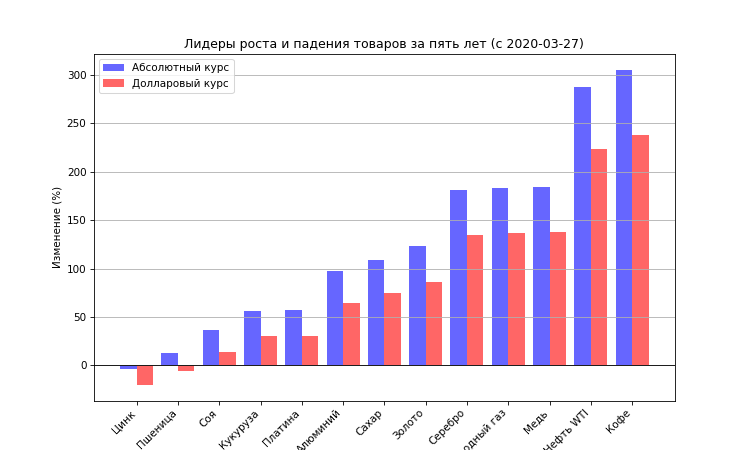 Лидеры роста и падения товаров за пять лет (с 2020-03-27)
Абсолютный курс
Долларовый курс
Изменение (%)
300
250
200
150
100
50
0
Цинк
Пшеница
Соя
Кукуруза
Платина
Алюминий
Сахар
Золото
Серебро
газ
Медь
Нефть WTI
Кофе